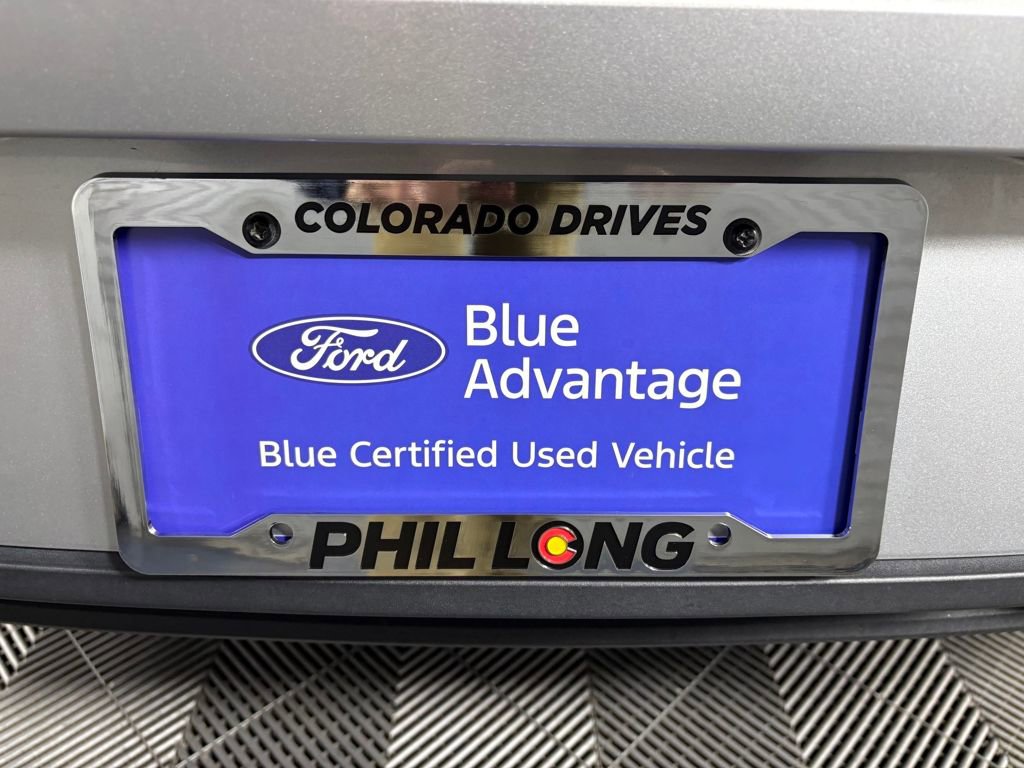 COLORADO DRIVES
Ford
Blue
Advantage
Blue Certified Used Vehicle
PHIL LONG